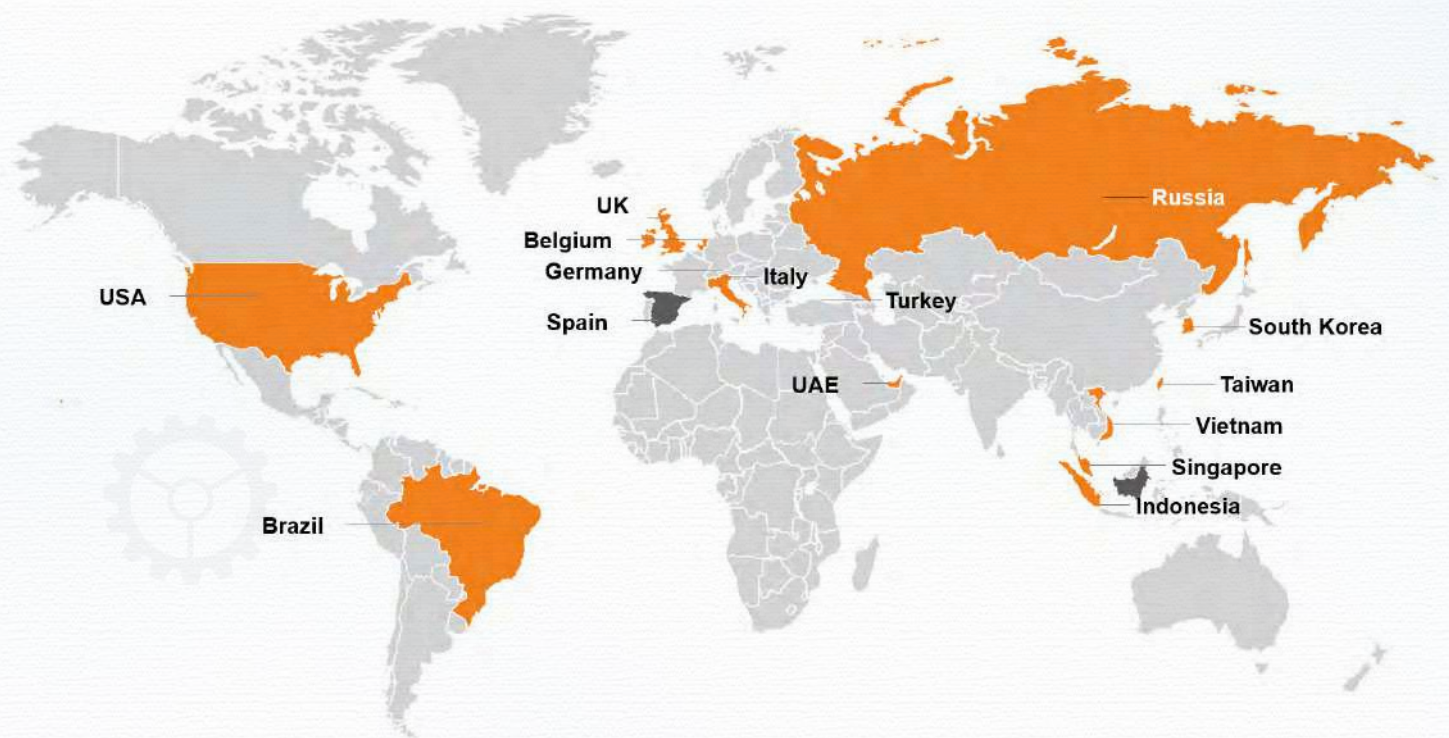 UK
Russia
Belgium
Germany
Italy
USA
Turkey
Spain
South Korea
UAE
Taiwan
Vietnam
Singapore
Indonesia
Brazil